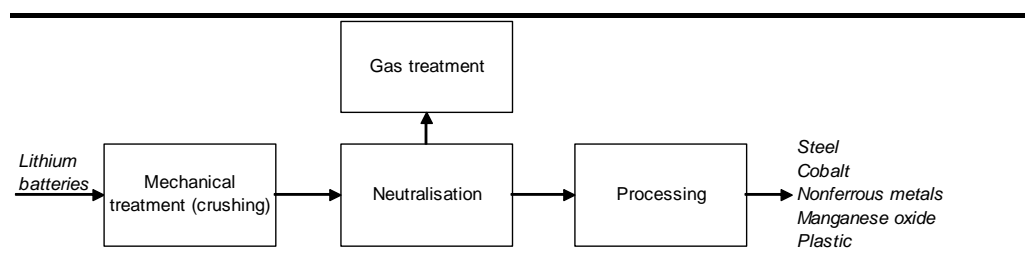 Gas treatment
Lithium
batteries
Mechanical
treatment (crushing)
Neutralisation
Processing
Steel
Cobalt
Nonferrous metals
Manganese oxide
Plastic